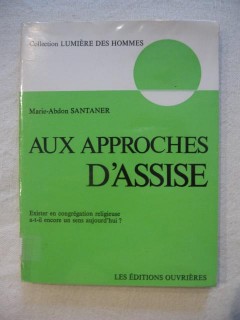 Collection LUMIÈRE DES HOMMES
Marie-Abdon SANTANER
AUX APPROCHES
D'ASSISE
Entrer en congrégation religieuse
a-t-il encore un sens aujourd'hui ?
LES ÉDITIONS OUVRIÈRES